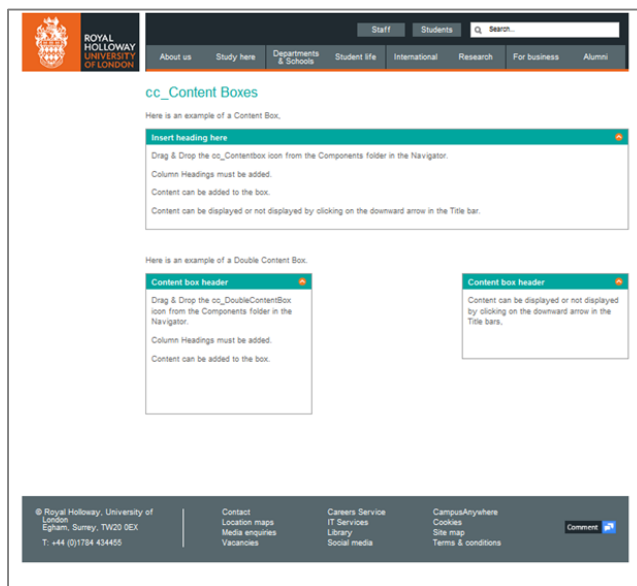 ROYAL
HOLLOWAY
UNIVERSITY
OF LONDON
Staff
Students
Search...
About us
Study here
Departments
& Schools
Student life
International
Research
For business
Alumni
cc_Content Boxes
Here is an example of a Content Box,
Insert heading here
Drag & Drop the cc_Contentbox icon from the Components folder in the Navigator.
Column Headings must be added.
Content can be added to the box.
Content can be displayed or not displayed by clicking on the downward arrow in the Title bar.
Here is an example of a Double Content Box.
Content box header
Drag & Drop the cc_DoubleContentBox
icon from the Components folder in the
Navigator.
Column Headings must be added.
Content can be added to the box.
Content box header
Content can be displayed or not displayed
by clicking on the downward arrow in the
Title bars,
© Royal Holloway, University of
London
Egham, Surrey, TW20 0EX
T: +44 (0)1784 434455
Contact
Location maps
Media enquiries
Vacancies
Careers Service
IT Services
Library
Social media
CampusAnywhere
Cookies
Site map
Terms & conditions
Comment